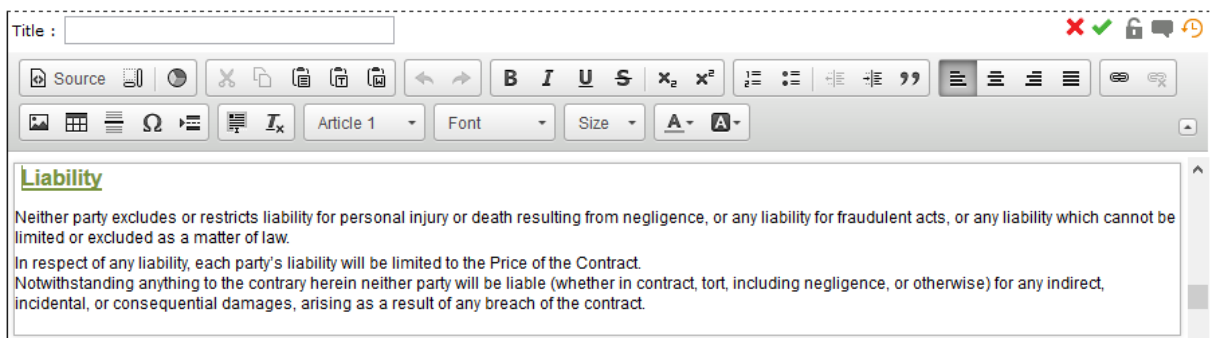 Title :
Source
B I U S x₂ x²
Ω Ix Article 1 Font Size A A
Liability
Neither party excludes or restricts liability for personal injury or death resulting from negligence, or any liability for fraudulent acts, or any liability which cannot be
limited or excluded as a matter of law.
In respect of any liability, each party's liability will be limited to the Price of the Contract.
Notwithstanding anything to the contrary herein neither party will be liable (whether in contract, tort, including negligence, or otherwise) for any indirect,
incidental, or consequential damages, arising as a result of any breach of the contract.